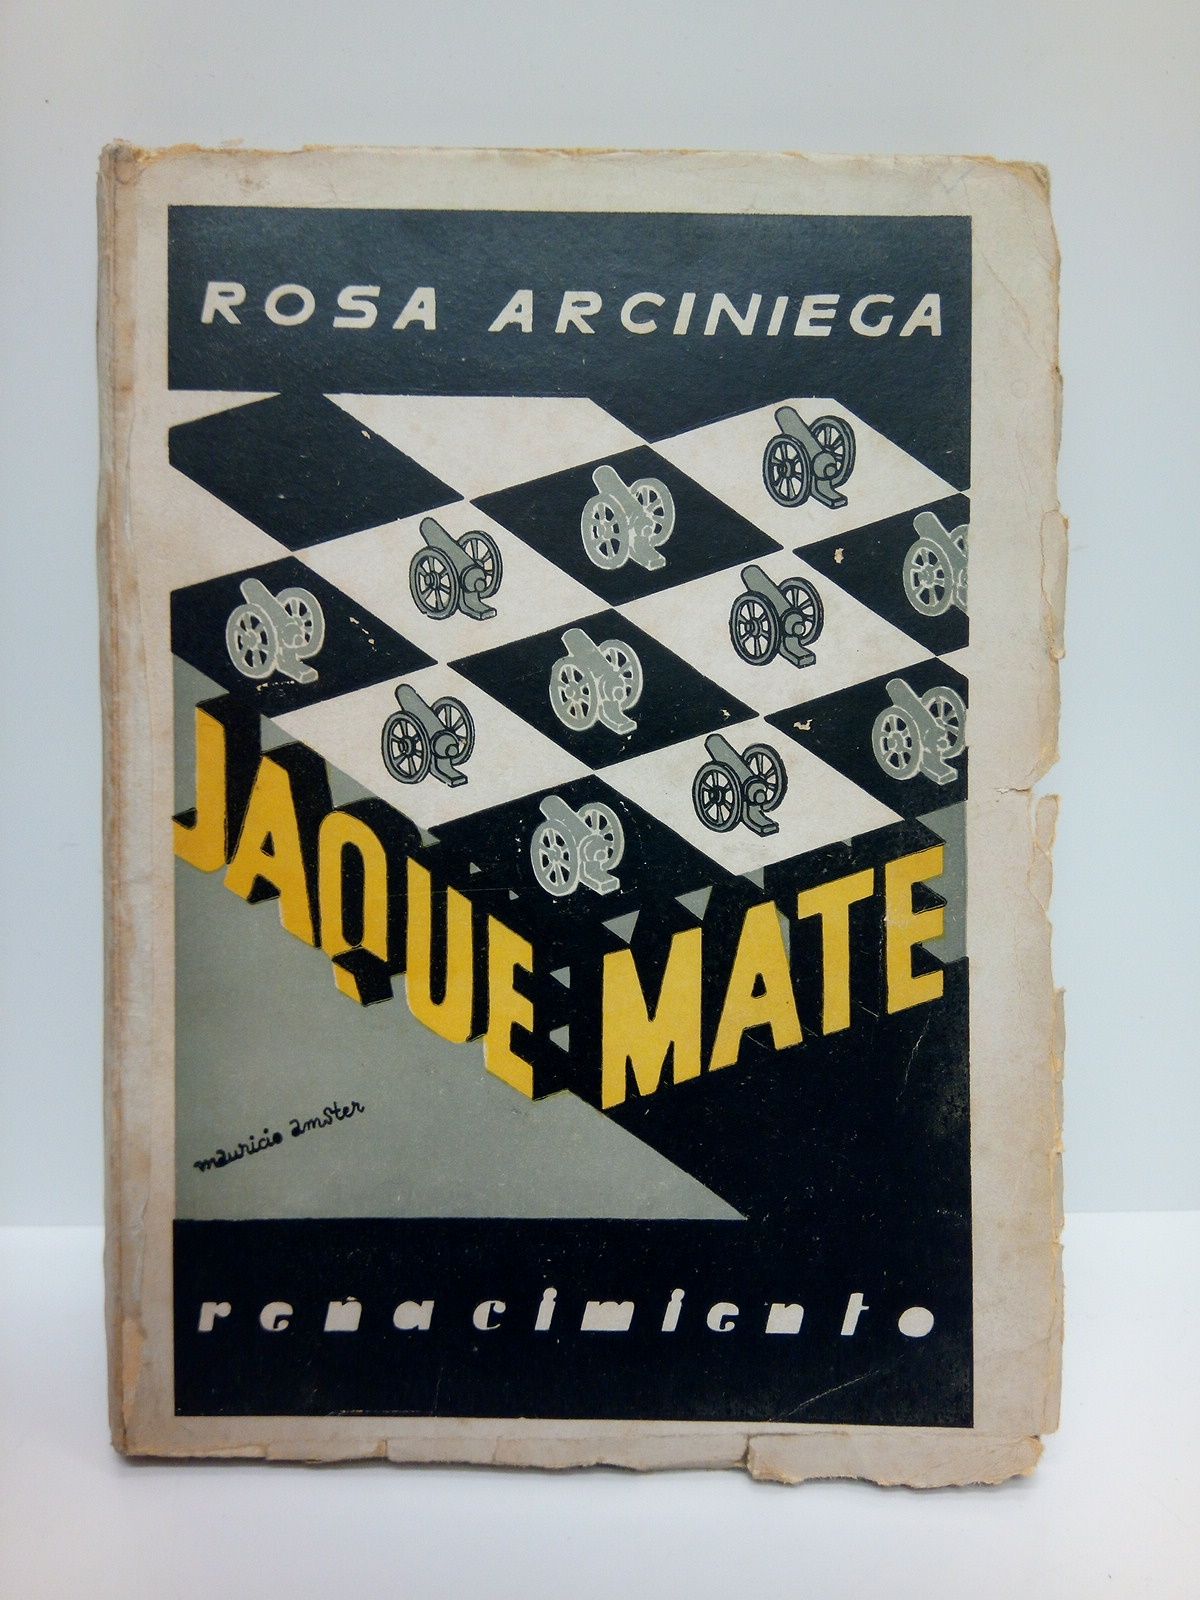 ROSA ARCINIEGA
JAQUE MATE
mauricio amster
renacimiento